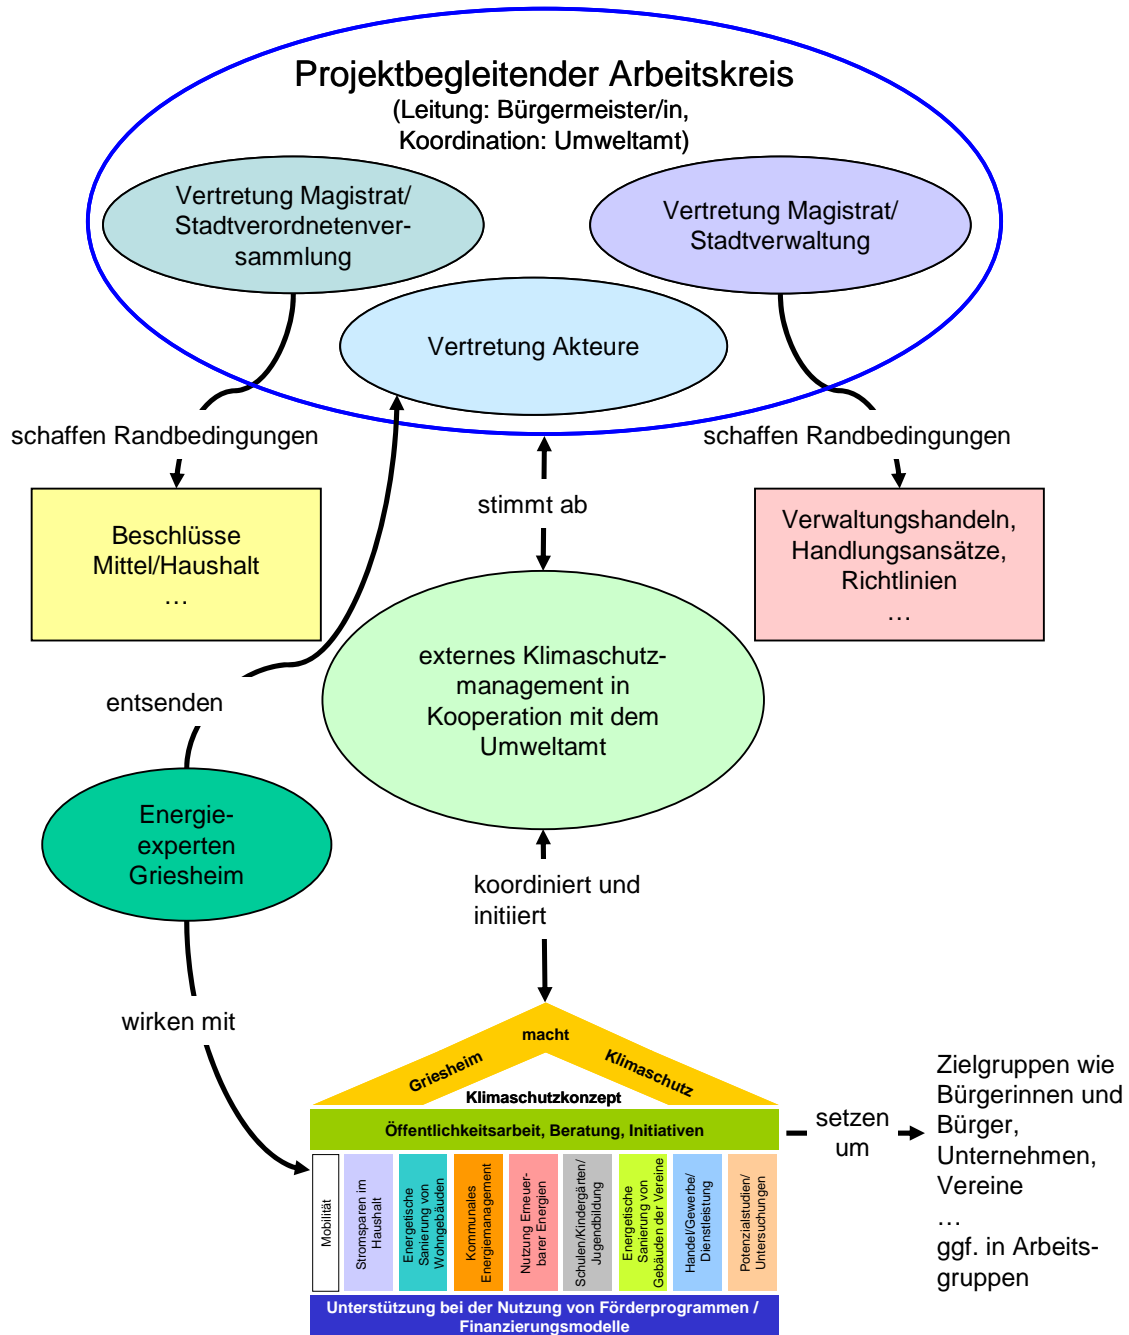 Projektbegleitender Arbeitskreis
(Leitung: Bürgermeister/in,
Koordination: Umweltamt)
Vertretung Magistrat/
Stadtverordnetenver-
sammlung
Vertretung Magistrat/
Stadtverwaltung
Vertretung Akteure
schaffen Randbedingungen
schaffen Randbedingungen
stimmt ab
Beschlüsse
Mittel/Haushalt
…
Verwaltungshandeln,
Handlungsansätze,
Richtlinien
…
externes Klimaschutz-
management in
Kooperation mit dem
Umweltamt
entsenden
Energie-
experten
Griesheim
koordiniert und
initiiert
wirken mit
Griesheim
macht
Klimaschutz
Klimaschutzkonzept
Öffentlichkeitsarbeit, Beratung, Initiativen
Mobilität
Stromsparen im
Haushalt
Energetische
Sanierung von
Wohngebäuden
Kommunales
Energiemanagement
Nutzung Erneuer-
barer Energien
Schulen/Kindergärten/
Jugendbildung
Energetische
Sanierung von
Gebäuden der Vereine
Handel/Gewerbe/
Dienstleistung
Potenzialstudien/
Untersuchungen
Unterstützung bei der Nutzung von Förderprogrammen /
Finanzierungsmodelle
setzen
um
Zielgruppen wie
Bürgerinnen und
Bürger,
Unternehmen,
Vereine
…
ggf. in Arbeits-
gruppen